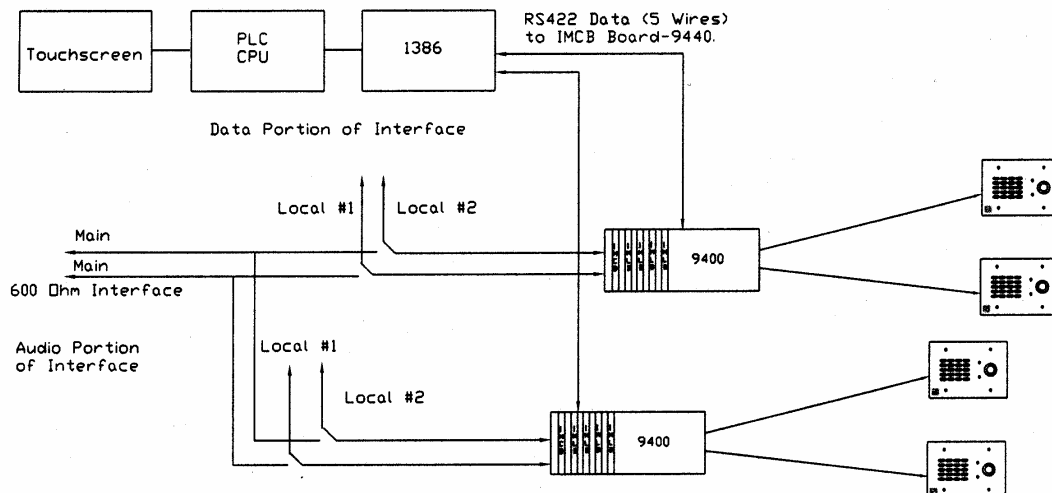 RS422 Data (5 Wires)
to IMCB Board-9440.
Touchscreen
PLC
CPU
1386
Data Portion of Interface
Local #1
Local #2
Main
Main
600 Ohm Interface
9400
Audio Portion
of Interface
Local #1
Local #2
9400